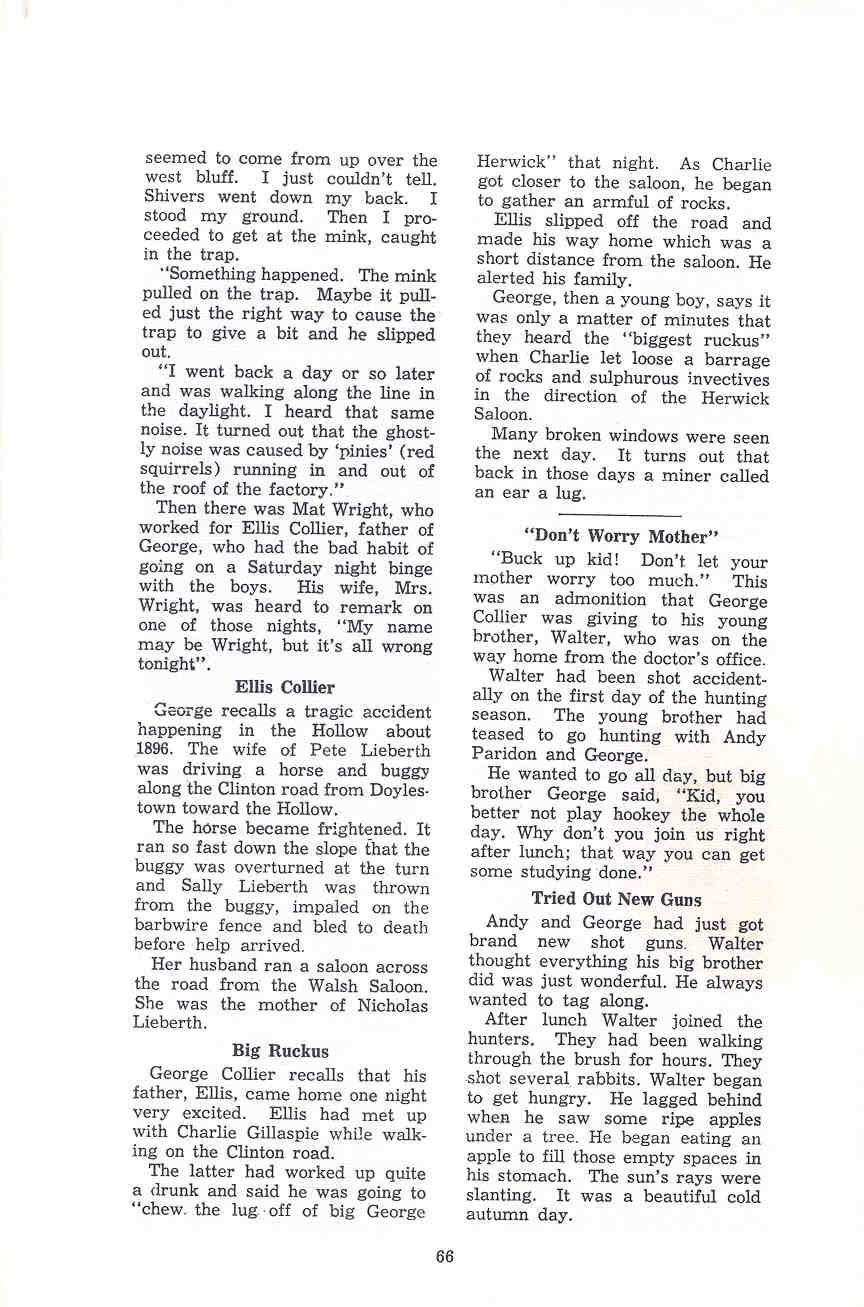 seemed to come from up over the
west bluff. I just couldn't tell.
Shivers went down my back. I
stood my ground. Then I pro-
ceeded to get at the mink, caught
in the trap.
"Something happened. The mink
pulled on the trap. Maybe it pull-
ed just the right way to cause the
trap to give a bit and he slipped
out.
"I went back a day or so later
and was walking along the line in
the daylight. I heard that same
noise. It turned out that the ghost-
ly noise was caused by 'pinies' (red
squirrels) running in and out of
the roof of the factory."
Then there was Mat Wright, who
worked for Ellis Collier, father of
George, who had the bad habit of
going on a Saturday night binge
with the boys. His wife, Mrs.
Wright, was heard to remark on
one of those nights, "My name
may be Wright, but it's all wrong
tonight".
Ellis Collier
George recalls a tragic accident
happening in the Hollow about
1896. The wife of Pete Lieberth
was driving a horse and buggy
along the Clinton road from Doyles-
town toward the Hollow.
The horse became frightened. It
ran so fast down the slope that the
buggy was overturned at the turn
and Sally Lieberth was thrown
from the buggy, impaled on the
barbwire fence and bled to death
before help arrived.
Her husband ran a saloon across
the road from the Walsh Saloon.
She was the mother of Nicholas
Lieberth.
Big Ruckus
George Collier recalls that his
father, Ellis, came home one night
very excited. Ellis had met up
with Charlie Gillaspie while walk-
ing on the Clinton road.
The latter had worked up quite
a drunk and said he was going to
"chew. the lug off of big George
Herwick" that night. As Charlie
got closer to the saloon, he began
to gather an armful of rocks.
Ellis slipped off the road and
made his way home which was a
short distance from the saloon. He
alerted his family.
George, then a young boy, says it
was only a matter of minutes that
they heard the "biggest ruckus"
when Charlie let loose a barrage
of rocks and sulphurous invectives
in the direction of the Herwick
Saloon.
Many broken windows were seen
the next day. It turns out that
back in those days a miner called
an ear a lug.
"Don't Worry Mother"
"Buck up kid! Don't let your
mother worry too much." This
was an admonition that George
Collier was giving to his young
brother, Walter, who was on the
way home from the doctor's office.
Walter had been shot accident-
ally on the first day of the hunting
season. The young brother had
teased to go hunting with Andy
Paridon and George.
He wanted to go all day, but big
brother George said, "Kid, you
better not play hookey the whole
day. Why don't you join us right
after lunch; that way you can get
some studying done."
Tried Out New Guns
Andy and George had just got
brand new shot guns. Walter
thought everything his big brother
did was just wonderful. He always
wanted to tag along.
After lunch Walter joined the
hunters. They had been walking
through the brush for hours. They
shot several rabbits. Walter began
to get hungry. He lagged behind
when he saw some ripe apples
under a tree. He began eating an
apple to fill those empty spaces in
his stomach. The sun's rays were
slanting. It was a beautiful cold
autumn day.
66